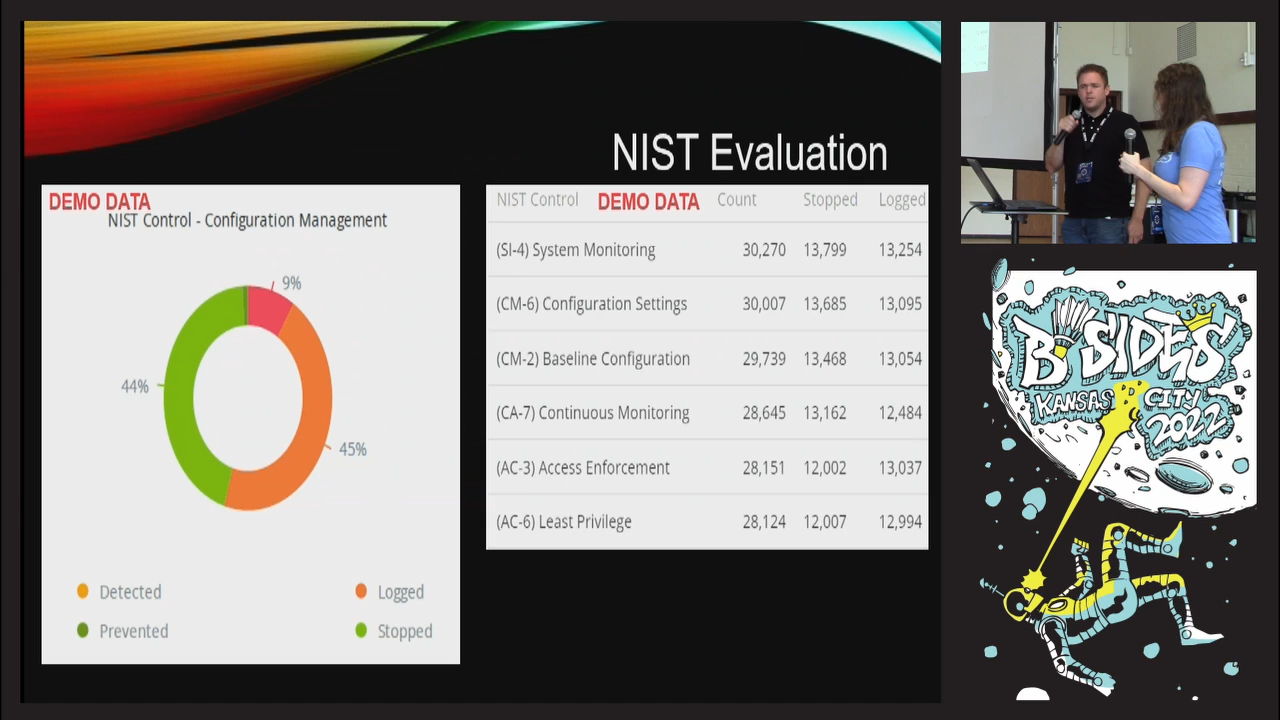 NIST Evaluation
DEMO DATA
NIST Control - Configuration Management
9%
44%
45%
Detected
Logged
Prevented
Stopped
NIST Control DEMO DATA Count Stopped Logged
(SI-4) System Monitoring 30,270 13,799 13,254
(CM-6) Configuration Settings 30,007 13,685 13,095
(CM-2) Baseline Configuration 29,739 13,468 13,054
(CA-7) Continuous Monitoring 28,645 13,162 12,484
(AC-3) Access Enforcement 28,151 12,002 13,037
(AC-6) Least Privilege 28,124 12,007 12,994
BSIDES
KANSAS CITY
2022